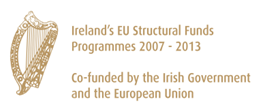 Ireland's EU Structural Funds
Programmes 2007 - 2013
Co-funded by the Irish Government
and the European Union